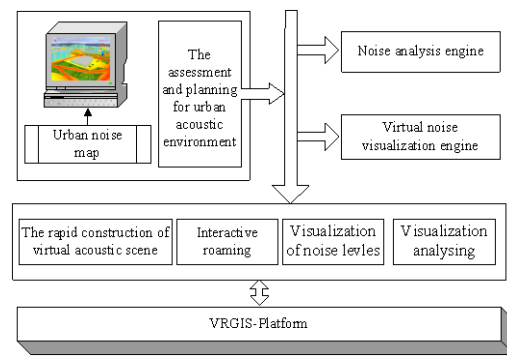 The
assessment
and planning
for urban
acoustic
environment
Urban noise
map
Noise analysis engine
Virtual noise
visualization engine
The rapid construction of
virtual acoustic scene
Interactive
roaming
Visualization
of noise levles
Visualization
analysing
VRGIS-Platform